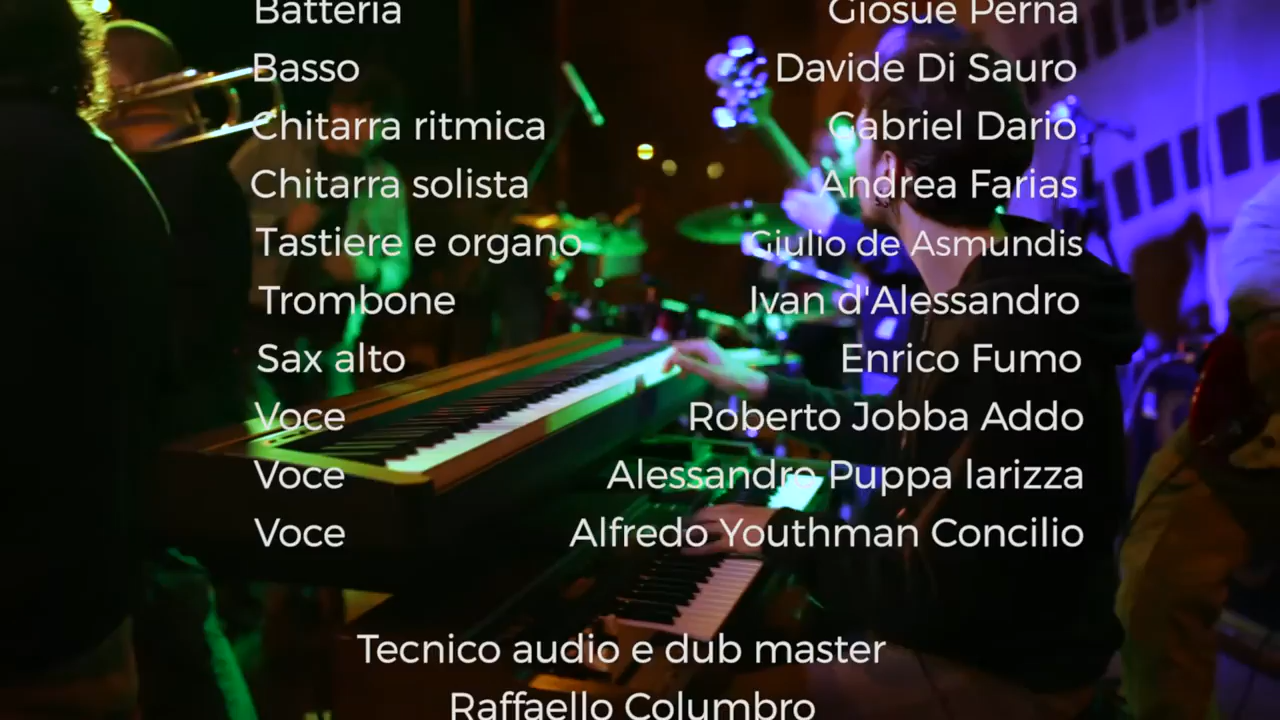 Batteria Giosuè Perna
Basso Davide Di Sauro
Chitarra ritmica Gabriel Dario
Chitarra solista Andrea Farias
Tastiere e organo Giulio de Asmundis
Trombone Ivan d'Alessandro
Sax alto Enrico Fumo
Voce Roberto Jobba Addo
Voce Alessandro Puppa larizza
Voce Alfredo Youthman Concilio
Tecnico audio e dub master
Raffaello Columbro